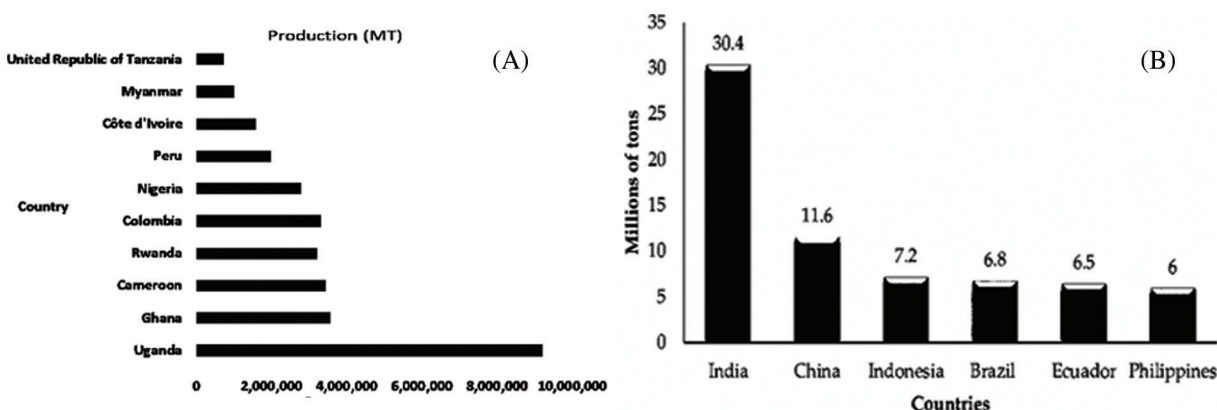 Production (MT)
(A)
United Republic of Tanzania
Myanmar
Côte d'Ivoire
Peru
Nigeria
Country
Colombia
Rwanda
Cameroon
Ghana
Uganda
0 2,000,000 4,000,000 6,000,000 8,000,000 10,000,000
(B)
Millions of tons
35
30
25
20
15
10
5
0
30.4
11.6
7.2
6.8
6.5
6
India China Indonesia Brazil Ecuador Philippines
Countries